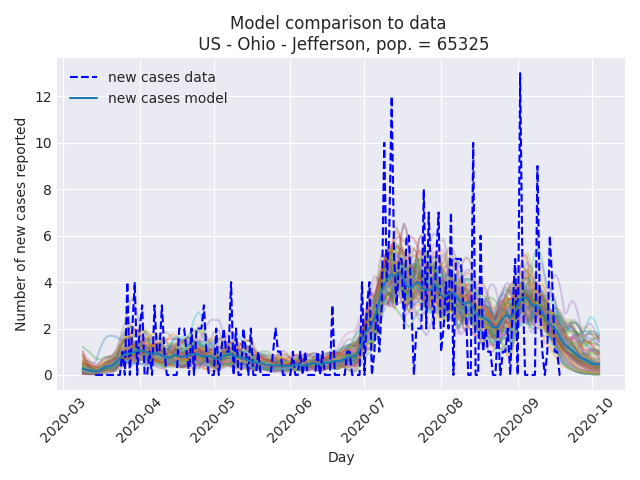 Model comparison to data
US - Ohio - Jefferson, pop. = 65325
new cases data
new cases model
Number of new cases reported
12
10
8
6
4
2
0
2020-03
2020-04
2020-05
2020-06
2020-07
2020-08
2020-09
2020-10
Day